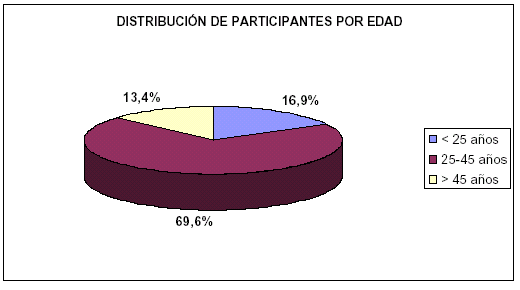 DISTRIBUCIÓN DE PARTICIPANTES POR EDAD
13,4%
16,9%
69,6%
< 25 años
25-45 años
> 45 años